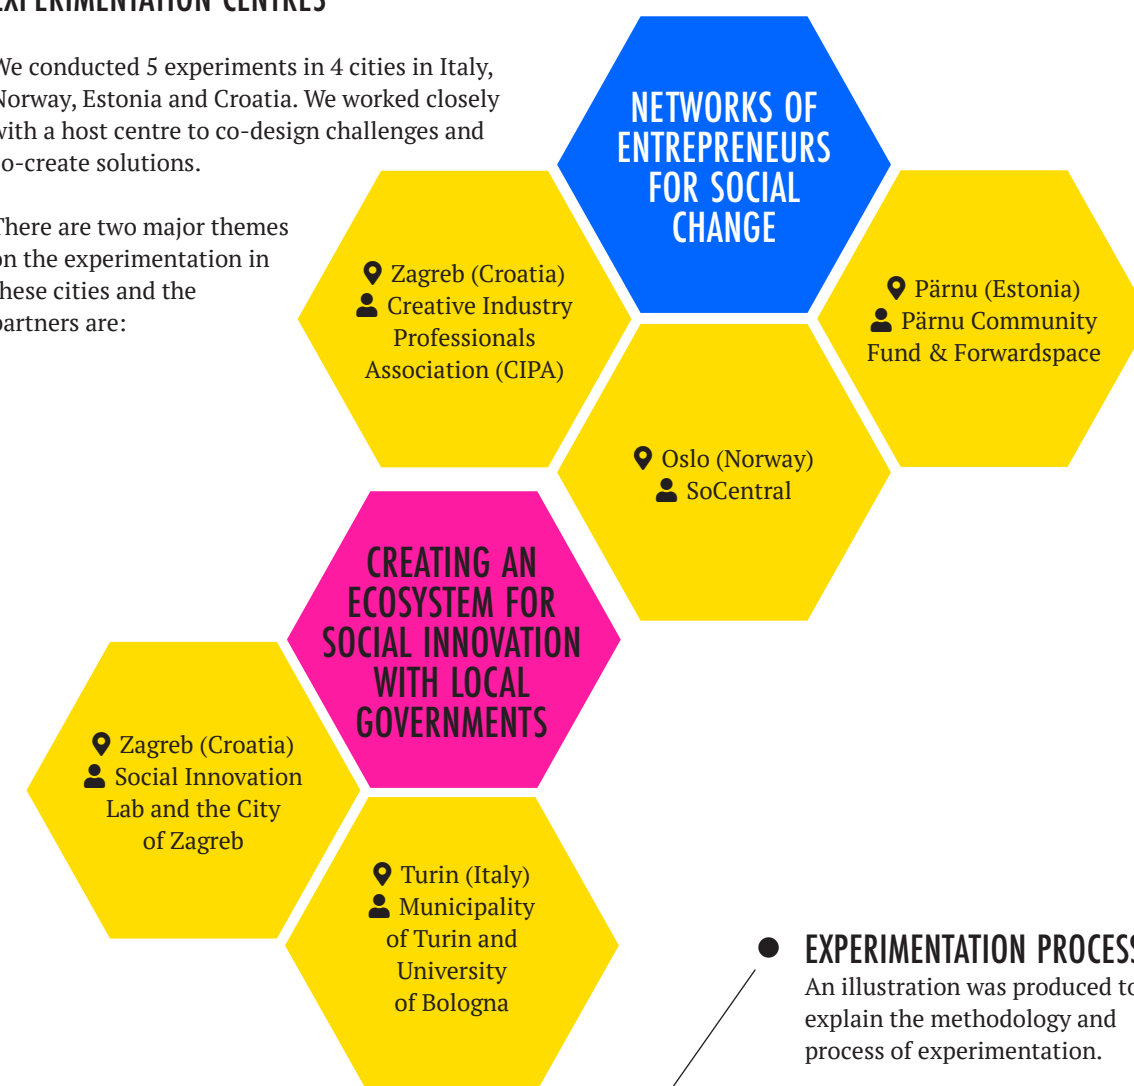 EXPERIMENTATION CENTRES
We conducted 5 experiments in 4 cities in Italy,
Norway, Estonia and Croatia. We worked closely
with a host centre to co-design challenges and
co-create solutions.
There are two major themes
on the experimentation in
these cities and the
partners are:
NETWORKS OF
ENTREPRENEURS
FOR SOCIAL
CHANGE
Zagreb (Croatia)
Creative Industry
Professionals
Association (CIPA)
Pärnu (Estonia)
Pärnu Community
Fund & Forwardspace
Oslo (Norway)
SoCentral
CREATING AN
ECOSYSTEM FOR
SOCIAL INNOVATION
WITH LOCAL
GOVERNMENTS
Zagreb (Croatia)
Social Innovation
Lab and the City
of Zagreb
Turin (Italy)
Municipality
of Turin and
University
of Bologna
EXPERIMENTATION PROCESS
An illustration was produced to
explain the methodology and
process of experimentation.